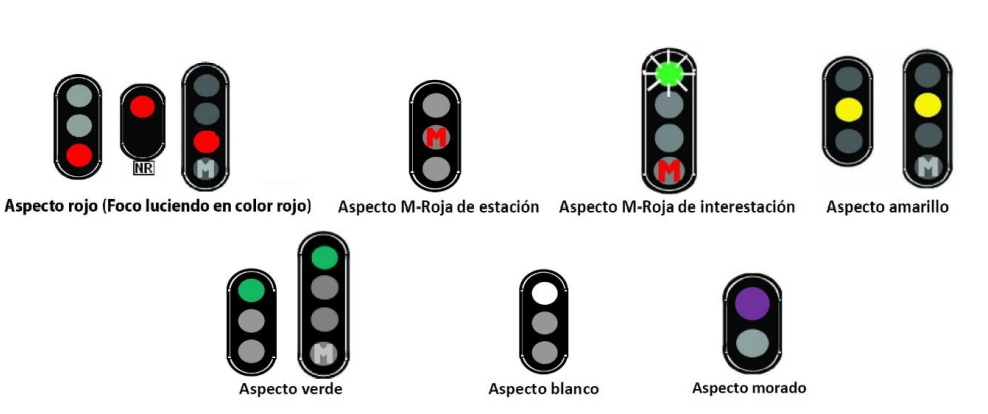 M
M
NR
M
M
Aspecto rojo (Foco luciendo en color rojo)
Aspecto M-Roja de estación
Aspecto M-Roja de interestación
Aspecto amarillo
M
Aspecto verde
Aspecto blanco
Aspecto morado